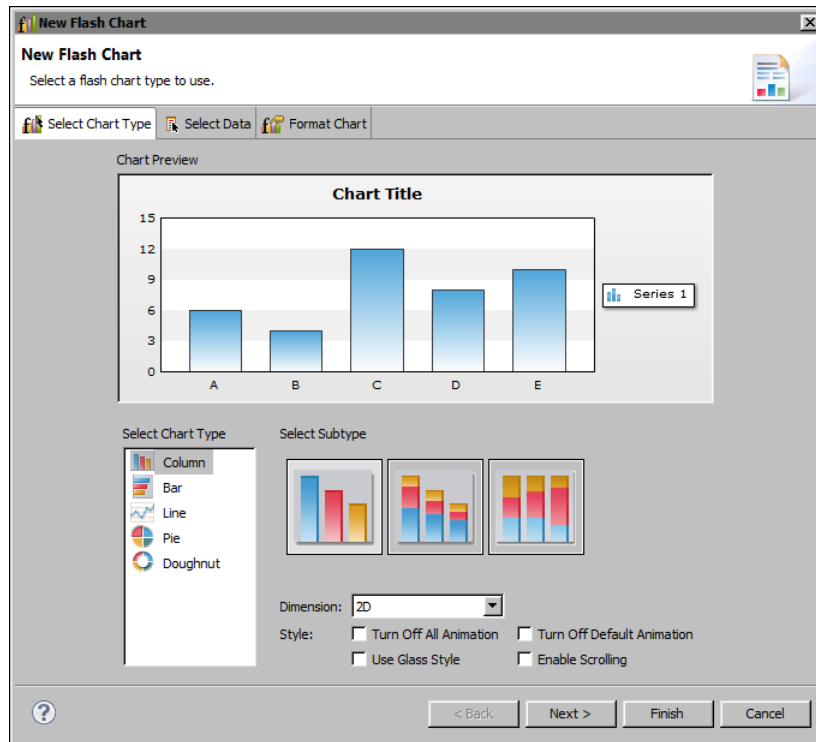 New Flash Chart
New Flash Chart
Select a flash chart type to use.
Select Chart Type Select Data Format Chart
Chart Preview
Chart Title
15
12
9
6
3
0
Series 1
A B C D E
Select Chart Type
Column
Bar
Line
Pie
Doughnut
Select Subtype
Dimension: 2D
Style: Turn Off All Animation Turn Off Default Animation
Use Glass Style Enable Scrolling
< Back Next > Finish Cancel